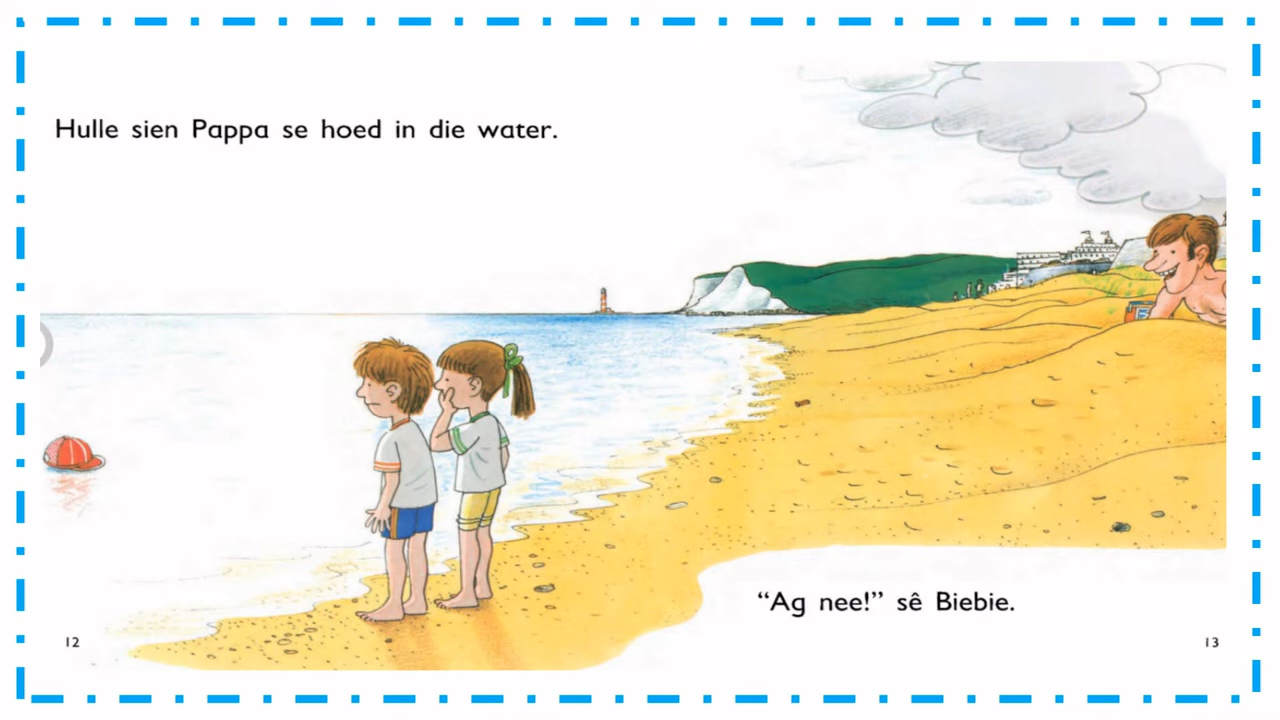 Hulle sien Pappa se hoed in die water.
“Ag nee!” sê Biebie.
12
13